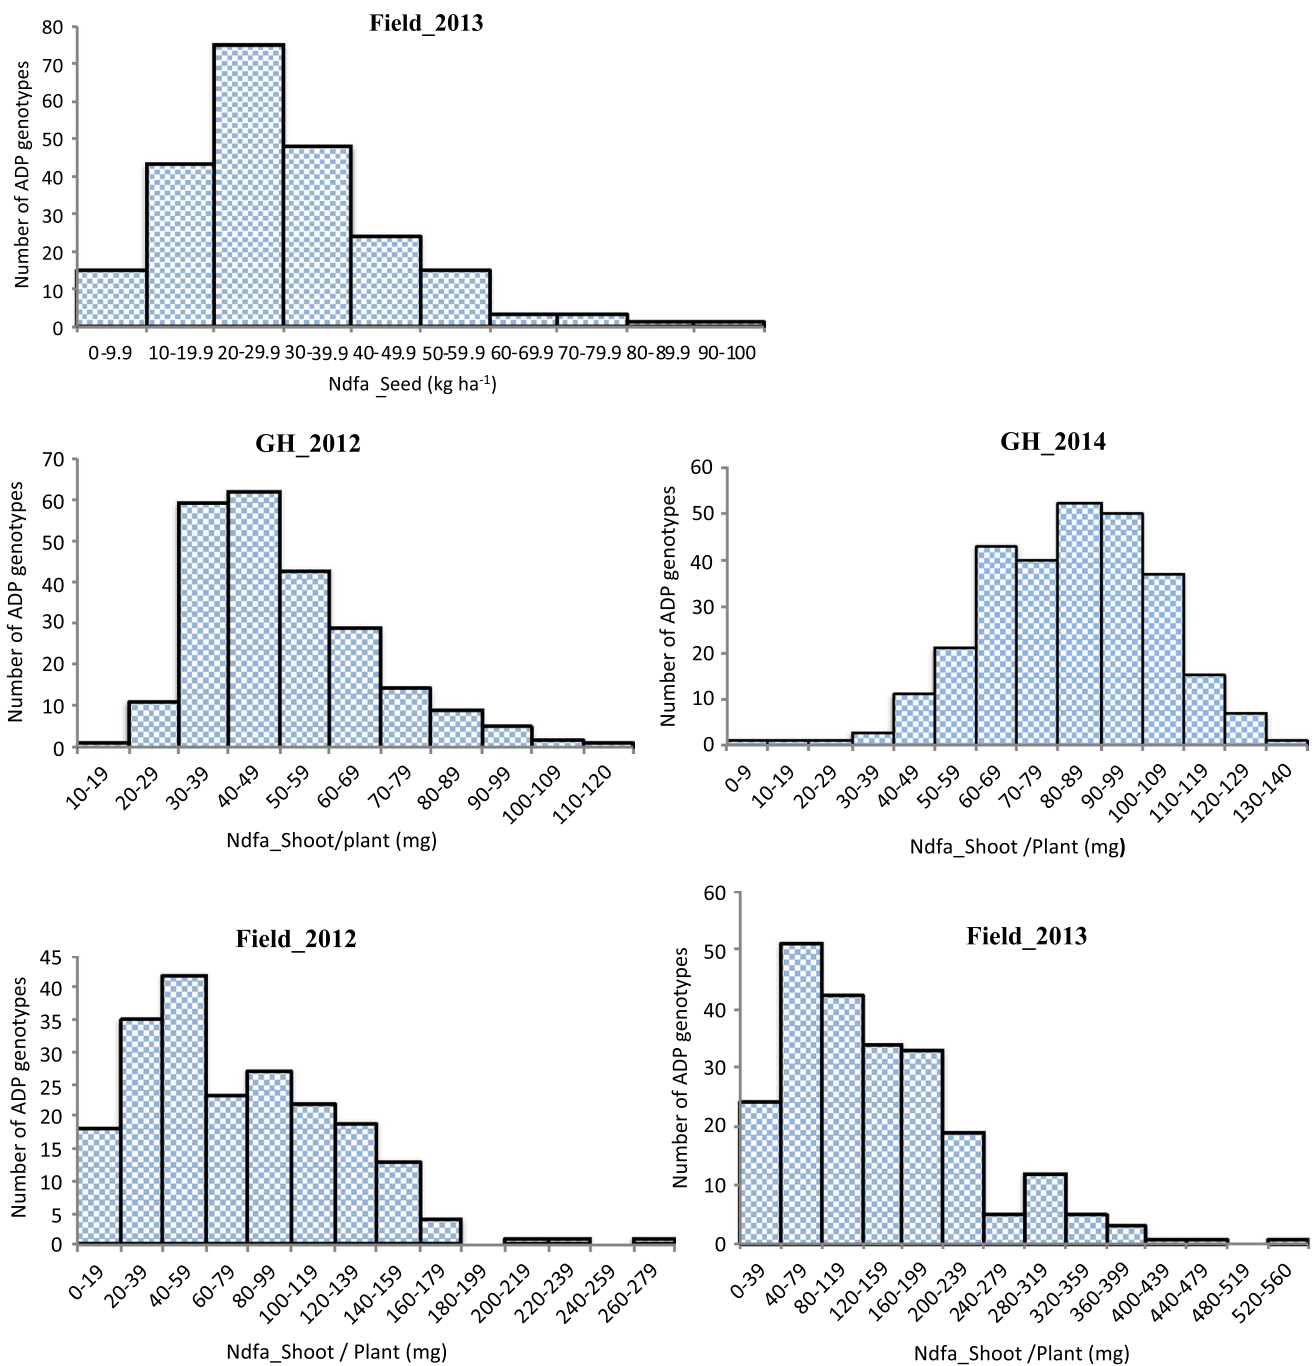 Field_2013
Number of ADP genotypes
80
70
60
50
40
30
20
10
0
0-9.9 10-19.9 20-29.9 30-39.9 40-49.9 50-59.9 60-69.9 70-79.9 80-89.9 90-100
Ndfa _Seed (kg ha-1)
GH_2012
Number of ADP genotypes
70
60
50
40
30
20
10
0
10-19 20-29 30-39 40-49 50-59 60-69 70-79 80-89 90-99 100-109 110-120
Ndfa_Shoot/plant (mg)
GH_2014
Number of ADP genotypes
60
50
40
30
20
10
0
0-9 10-19 20-29 30-39 40-49 50-59 60-69 70-79 80-89 90-99 100-109 110-119 120-129 130-140
Ndfa_Shoot /Plant (mg)
Field_2012
Number of ADP genotypes
45
40
35
30
25
20
15
10
5
0
0-19 20-39 40-59 60-79 80-99 100-119 120-139 140-159 160-179 180-199 200-219 220-239 240-259 260-279
Ndfa_Shoot / Plant (mg)
Field_2013
Number of ADP genotypes
60
50
40
30
20
10
0
0-39 40-79 80-119 120-159 160-199 200-239 240-279 280-319 320-359 360-399 400-439 440-479 480-519 520-560
Ndfa_Shoot /Plant (mg)